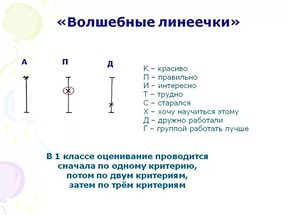 «Волшебные линеечки»
А П Д
К – красиво
П – правильно
И – интересно
Т – трудно
С – старался
Х – хочу научиться этому
Д – дружно работали
Г – группой работать лучше
В 1 классе оценивание проводится
сначала по одному критерию,
потом по двум критериям,
затем по трём критериям